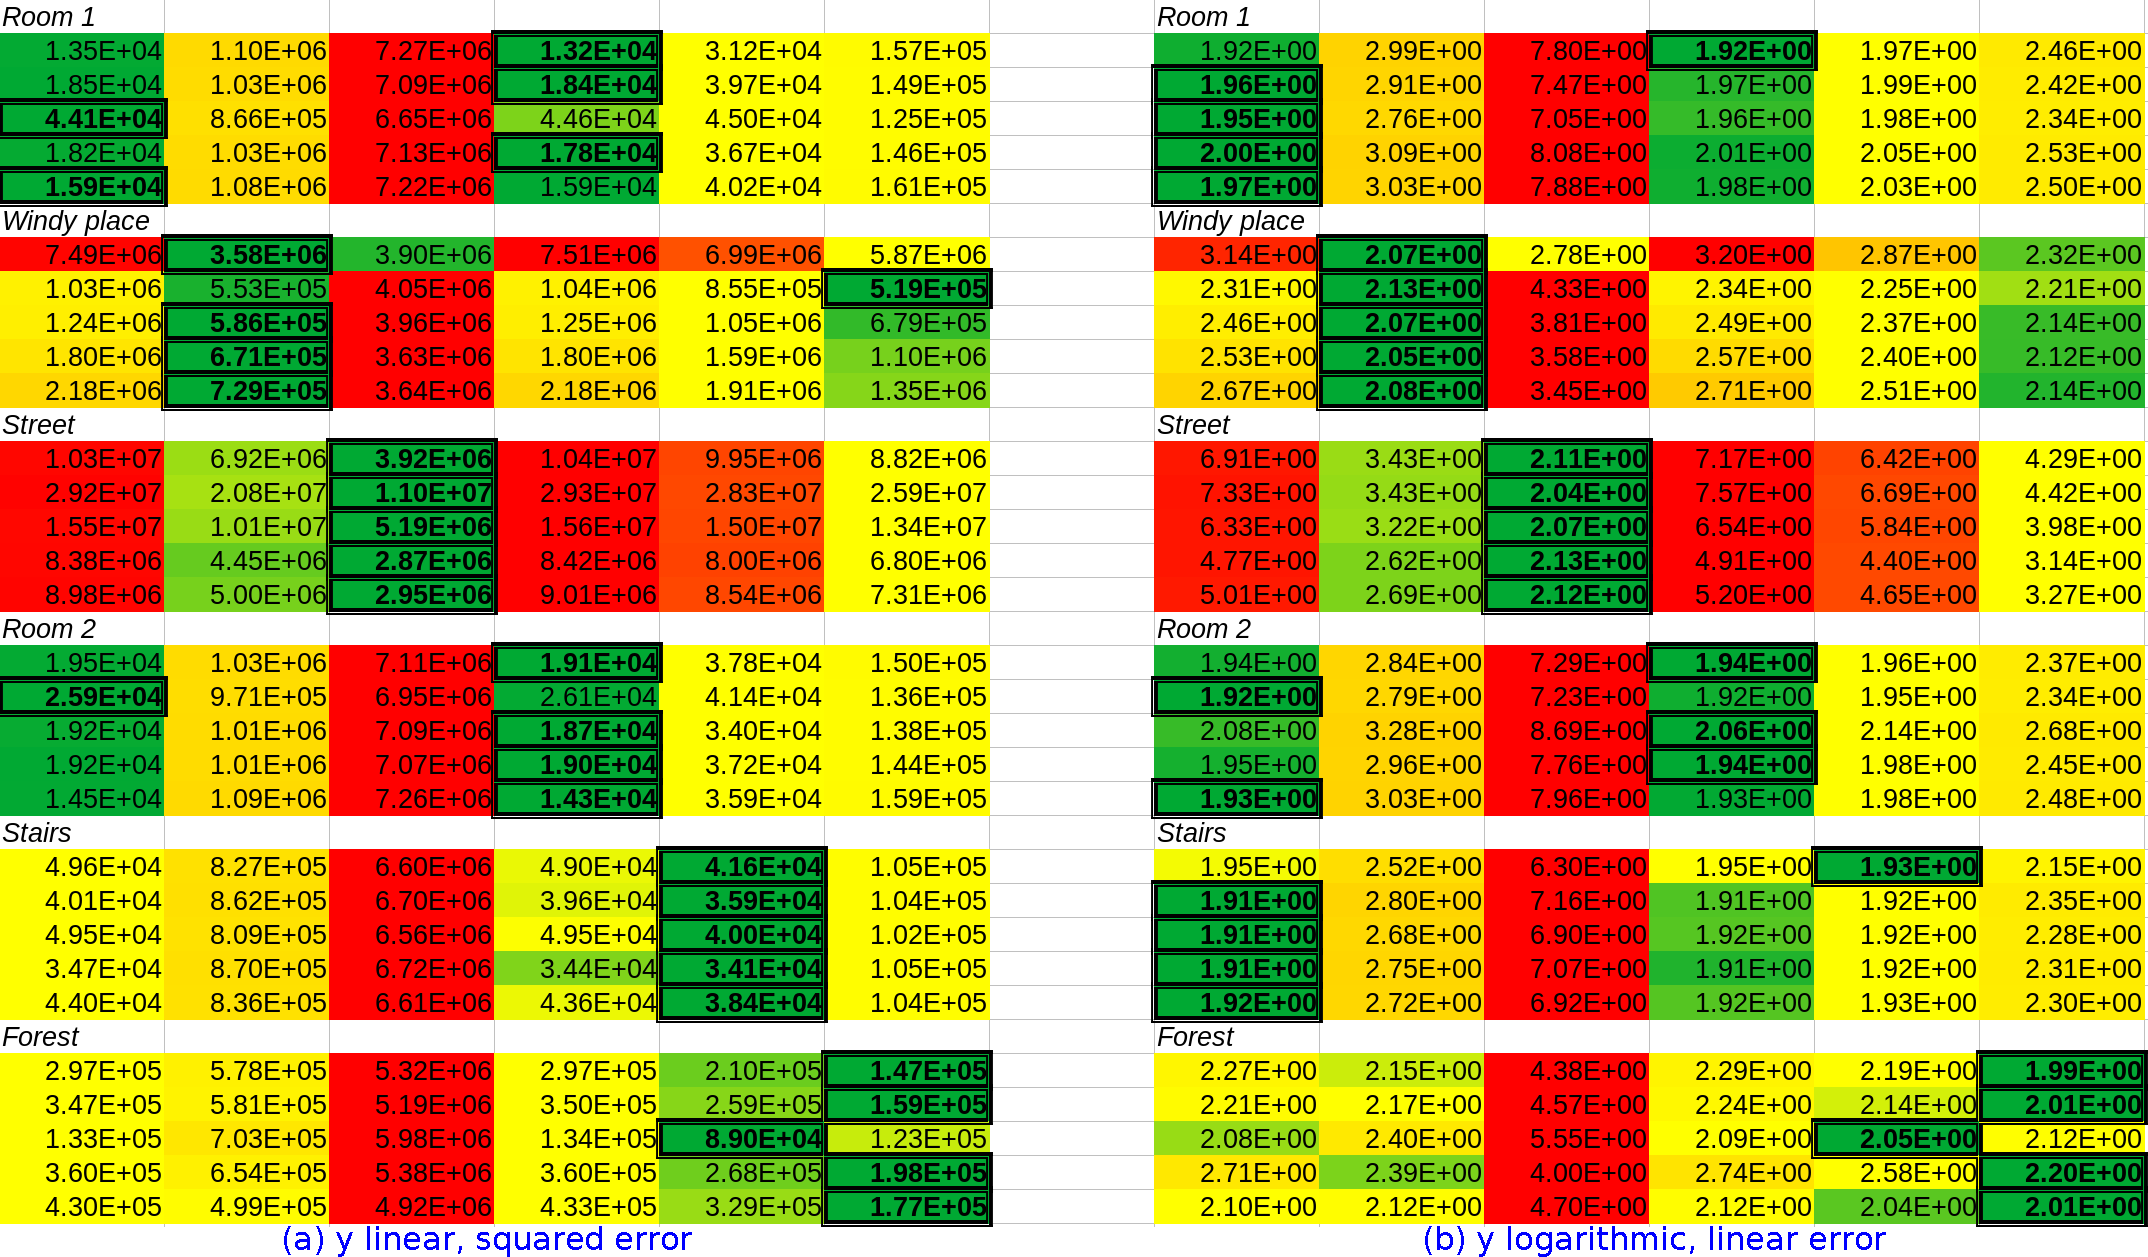 Room 1 Room 1
1.35E+04 1.10E+06 7.27E+06 1.32E+04 3.12E+04 1.57E+05 1.92E+00 2.99E+00 7.80E+00 1.92E+00 1.97E+00 2.46E+00
1.85E+04 1.03E+06 7.09E+06 1.84E+04 3.97E+04 1.49E+05 1.96E+00 2.91E+00 7.47E+00 1.97E+00 1.99E+00 2.42E+00
4.41E+04 8.66E+05 6.65E+06 4.46E+04 4.50E+04 1.25E+05 1.95E+00 2.76E+00 7.05E+00 1.96E+00 1.98E+00 2.34E+00
1.82E+04 1.03E+06 7.13E+06 1.78E+04 3.67E+04 1.46E+05 2.00E+00 3.09E+00 8.08E+00 2.01E+00 2.05E+00 2.53E+00
1.59E+04 1.08E+06 7.22E+06 1.59E+04 4.02E+04 1.61E+05 1.97E+00 3.03E+00 7.88E+00 1.98E+00 2.03E+00 2.50E+00
Windy place Windy place
7.49E+06 3.58E+06 3.90E+06 7.51E+06 6.99E+06 5.87E+06 3.14E+00 2.07E+00 2.78E+00 3.20E+00 2.87E+00 2.32E+00
1.03E+06 5.53E+05 4.05E+06 1.04E+06 8.55E+05 5.19E+05 2.31E+00 2.13E+00 4.33E+00 2.34E+00 2.25E+00 2.21E+00
1.24E+06 5.86E+05 3.96E+06 1.25E+06 1.05E+06 6.79E+05 2.46E+00 2.07E+00 3.81E+00 2.49E+00 2.37E+00 2.14E+00
1.80E+06 6.71E+05 3.63E+06 1.80E+06 1.59E+06 1.10E+06 2.53E+00 2.05E+00 3.58E+00 2.57E+00 2.40E+00 2.12E+00
2.18E+06 7.29E+05 3.64E+06 2.18E+06 1.91E+06 1.35E+06 2.67E+00 2.08E+00 3.45E+00 2.71E+00 2.51E+00 2.14E+00
Street Street
1.03E+07 6.92E+06 3.92E+06 1.04E+07 9.95E+06 8.82E+06 6.91E+00 3.43E+00 2.11E+00 7.17E+00 6.42E+00 4.29E+00
2.92E+07 2.08E+07 1.10E+07 2.93E+07 2.83E+07 2.59E+07 7.33E+00 3.43E+00 2.04E+00 7.57E+00 6.69E+00 4.42E+00
1.55E+07 1.01E+07 5.19E+06 1.56E+07 1.50E+07 1.34E+07 6.33E+00 3.22E+00 2.07E+00 6.54E+00 5.84E+00 3.98E+00
8.38E+06 4.45E+06 2.87E+06 8.42E+06 8.00E+06 6.80E+06 4.77E+00 2.62E+00 2.13E+00 4.91E+00 4.40E+00 3.14E+00
8.98E+06 5.00E+06 2.95E+06 9.01E+06 8.54E+06 7.31E+06 5.01E+00 2.69E+00 2.12E+00 5.20E+00 4.65E+00 3.27E+00
Room 2 Room 2
1.95E+04 1.03E+06 7.11E+06 1.91E+04 3.78E+04 1.50E+05 1.94E+00 2.84E+00 7.29E+00 1.94E+00 1.96E+00 2.37E+00
2.59E+04 9.71E+05 6.95E+06 2.61E+04 4.14E+04 1.36E+05 1.92E+00 2.79E+00 7.23E+00 1.92E+00 1.95E+00 2.34E+00
1.92E+04 1.01E+06 7.09E+06 1.87E+04 3.40E+04 1.38E+05 2.08E+00 3.28E+00 8.69E+00 2.06E+00 2.14E+00 2.68E+00
1.92E+04 1.01E+06 7.07E+06 1.90E+04 3.72E+04 1.44E+05 1.95E+00 2.96E+00 7.76E+00 1.94E+00 1.98E+00 2.45E+00
1.45E+04 1.09E+06 7.26E+06 1.43E+04 3.59E+04 1.59E+05 1.93E+00 3.03E+00 7.96E+00 1.93E+00 1.98E+00 2.48E+00
Stairs Stairs
4.96E+04 8.27E+05 6.60E+06 4.90E+04 4.16E+04 1.05E+05 1.95E+00 2.52E+00 6.30E+00 1.95E+00 1.93E+00 2.15E+00
4.01E+04 8.62E+05 6.70E+06 3.96E+04 3.59E+04 1.04E+05 1.91E+00 2.80E+00 7.16E+00 1.91E+00 1.92E+00 2.35E+00
4.95E+04 8.09E+05 6.56E+06 4.95E+04 4.00E+04 1.02E+05 1.91E+00 2.68E+00 6.90E+00 1.92E+00 1.92E+00 2.28E+00
3.47E+04 8.70E+05 6.72E+06 3.44E+04 3.41E+04 1.05E+05 1.91E+00 2.75E+00 7.07E+00 1.91E+00 1.92E+00 2.31E+00
4.40E+04 8.36E+05 6.61E+06 4.36E+04 3.84E+04 1.04E+05 1.92E+00 2.72E+00 6.92E+00 1.92E+00 1.93E+00 2.30E+00
Forest Forest
2.97E+05 5.78E+05 5.32E+06 2.97E+05 2.10E+05 1.47E+05 2.27E+00 2.15E+00 4.38E+00 2.29E+00 2.19E+00 1.99E+00
3.47E+05 5.81E+05 5.19E+06 3.50E+05 2.59E+05 1.59E+05 2.21E+00 2.17E+00 4.57E+00 2.24E+00 2.14E+00 2.01E+00
1.33E+05 7.03E+05 5.98E+06 1.34E+05 8.90E+04 1.23E+05 2.08E+00 2.40E+00 5.55E+00 2.09E+00 2.05E+00 2.12E+00
3.60E+05 6.54E+05 5.38E+06 3.60E+05 2.68E+05 1.98E+05 2.71E+00 2.39E+00 4.00E+00 2.74E+00 2.58E+00 2.20E+00
4.30E+05 4.99E+05 4.92E+06 4.33E+05 3.29E+05 1.77E+05 2.10E+00 2.12E+00 4.70E+00 2.12E+00 2.04E+00 2.01E+00
(a) y linear, squared error (b) y logarithmic, linear error